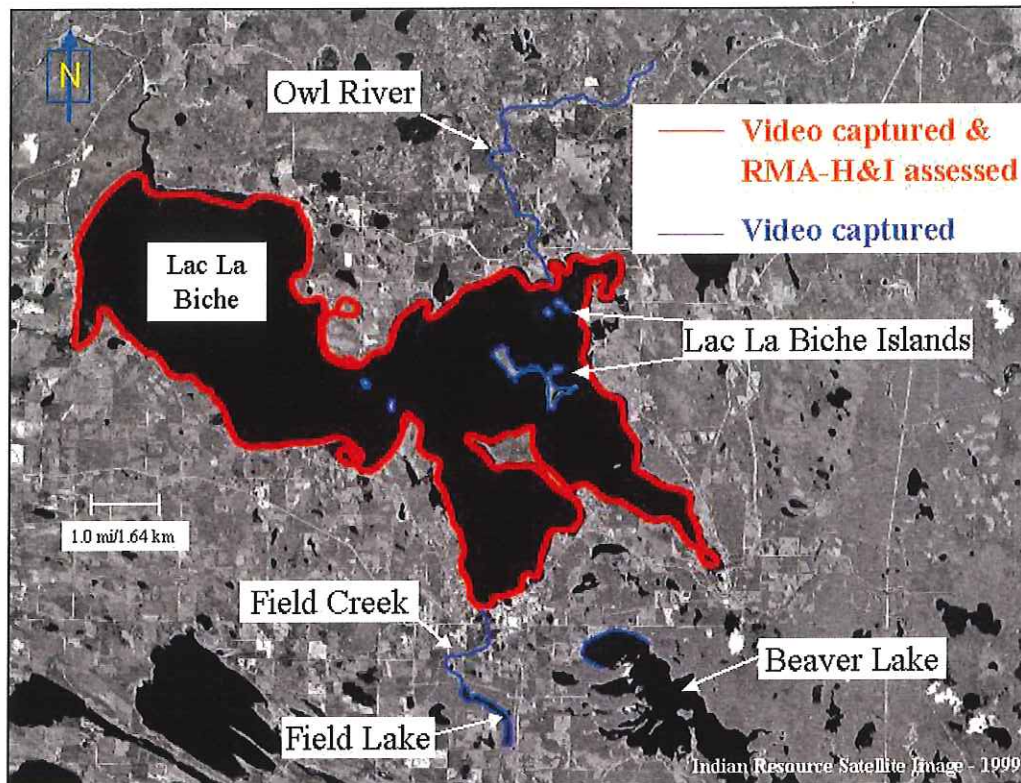 N
Owl River
Video captured &
RMA-H&I assessed
Video captured
Lac La
Biche
Lac La Biche Islands
1.0 mi/1.64 km
Field Creek
Beaver Lake
Field Lake
Indian Resource Satellite Image - 1999